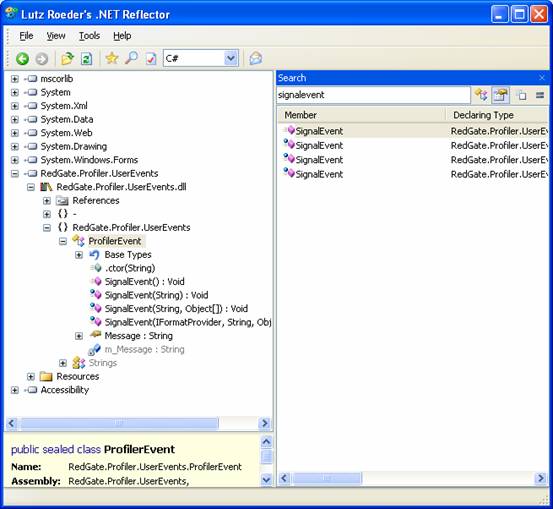 Lutz Roeder's .NET Reflector
File View Tools Help
C#
mscorlib
System
System.Xml
System.Data
System.Web
System.Drawing
System.Windows.Forms
RedGate.Profiler.UserEvents
RedGate.Profiler.UserEvents.dll
References
{ } -
{ } RedGate.Profiler.UserEvents
ProfilerEvent
Base Types
.ctor(String)
SignalEvent() : Void
SignalEvent(String) : Void
SignalEvent(String, Object[]) : Void
SignalEvent(IFormatProvider, String, Obj
Message : String
m_Message : String
Strings
Resources
Accessibility
public sealed class ProfilerEvent
Name: RedGate.Profiler.UserEvents.ProfilerEvent
Assembly: RedGate.Profiler.UserEvents,
Search
signalevent
Member Declaring Type
SignalEvent RedGate.Profiler.UserE
SignalEvent RedGate.Profiler.UserE
SignalEvent RedGate.Profiler.UserE
SignalEvent RedGate.Profiler.UserE